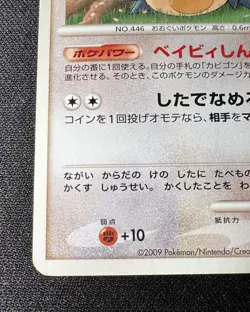 NO.446 おおぐいポケモン 高さ:0.6m
ポケパワー ベイビィしん
自分の番に1回使える。自分の手札の「カビゴン」を
進化させる。そのとき、このポケモンのダメージカ
したでなめ
コインを1回投げオモテなら、相手をマ
ながい からだの けの したに たべもの
かくす しゅうせい。かくしたことを わ
弱点 抵抗力
+10
©2009 Pokémon/Nintendo/Crea